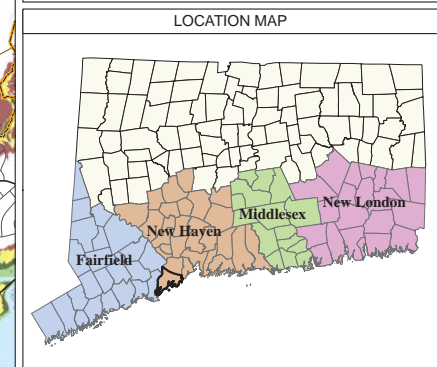 LOCATION MAP
New London
Middlesex
New Haven
Fairfield